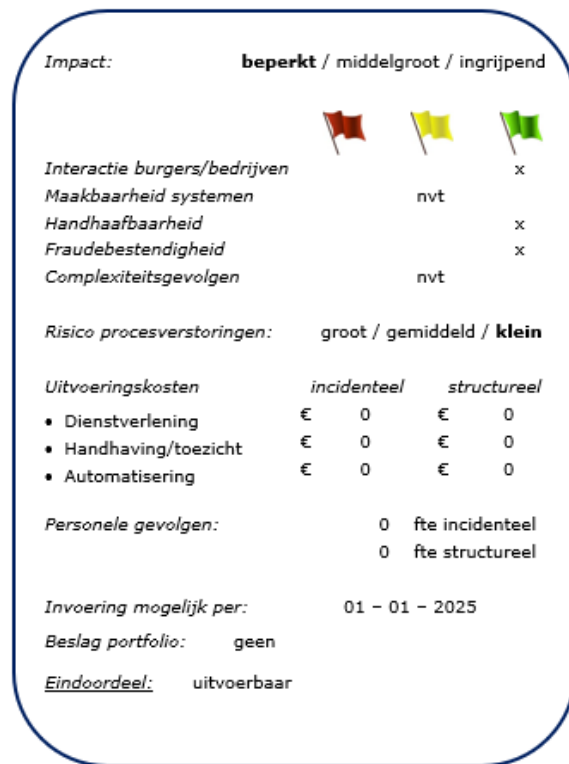 Impact: beperkt / middelgroot / ingrijpend
Interactie burgers/bedrijven x
Maakbaarheid systemen nvt
Handhaafbaarheid x
Fraudebestendigheid x
Complexiteitsgevolgen nvt
Risico procesverstoringen: groot / gemiddeld / klein
Uitvoeringskosten incidenteel structureel
• Dienstverlening € 0 € 0
• Handhaving/toezicht € 0 € 0
• Automatisering € 0 € 0
Personele gevolgen: 0 fte incidenteel
0 fte structureel
Invoering mogelijk per: 01 – 01 – 2025
Beslag portfolio: geen
Eindoordeel: uitvoerbaar